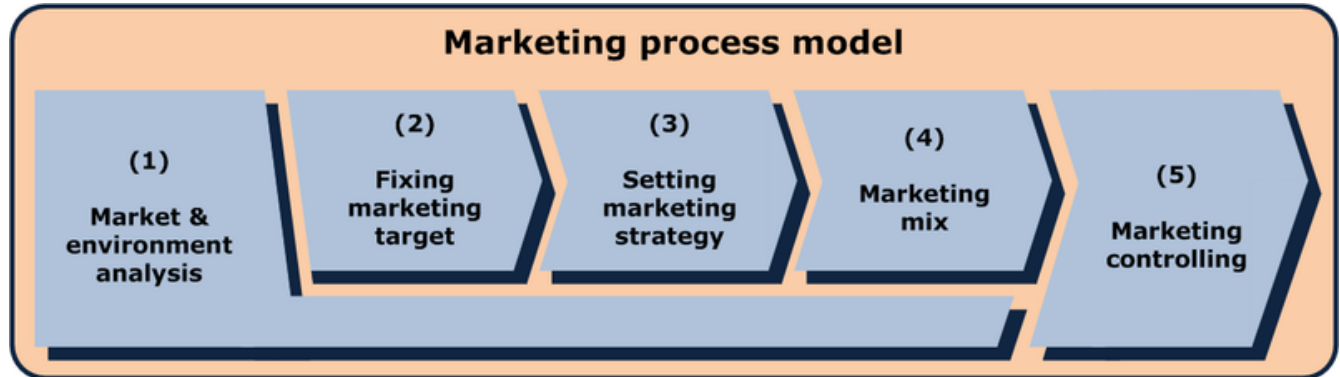 Marketing process model
(1)
Market &
environment
analysis
(2)
Fixing
marketing
target
(3)
Setting
marketing
strategy
(4)
Marketing
mix
(5)
Marketing
controlling